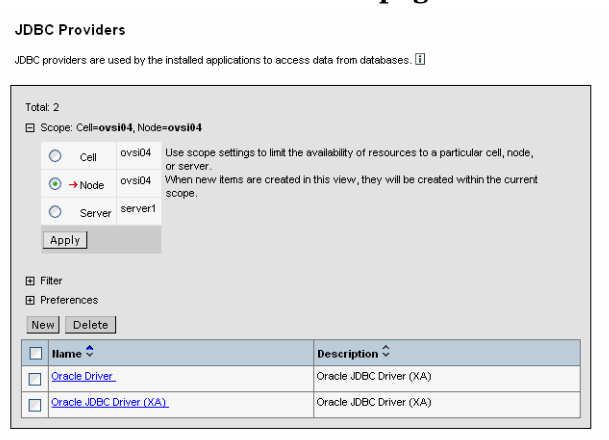 JDBC Providers
JDBC providers are used by the installed applications to access data from databases. i
Total: 2
Scope: Cell=ovsi04, Node=ovsi04
Cell ovsi04 Use scope settings to limit the availability of resources to a particular cell, node,
or server.
Node ovsi04 When new items are created in this view, they will be created within the current
scope.
Server server1
Apply
Filter
Preferences
New Delete
Name Description
Oracle Driver Oracle JDBC Driver (XA)
Oracle JDBC Driver (XA) Oracle JDBC Driver (XA)